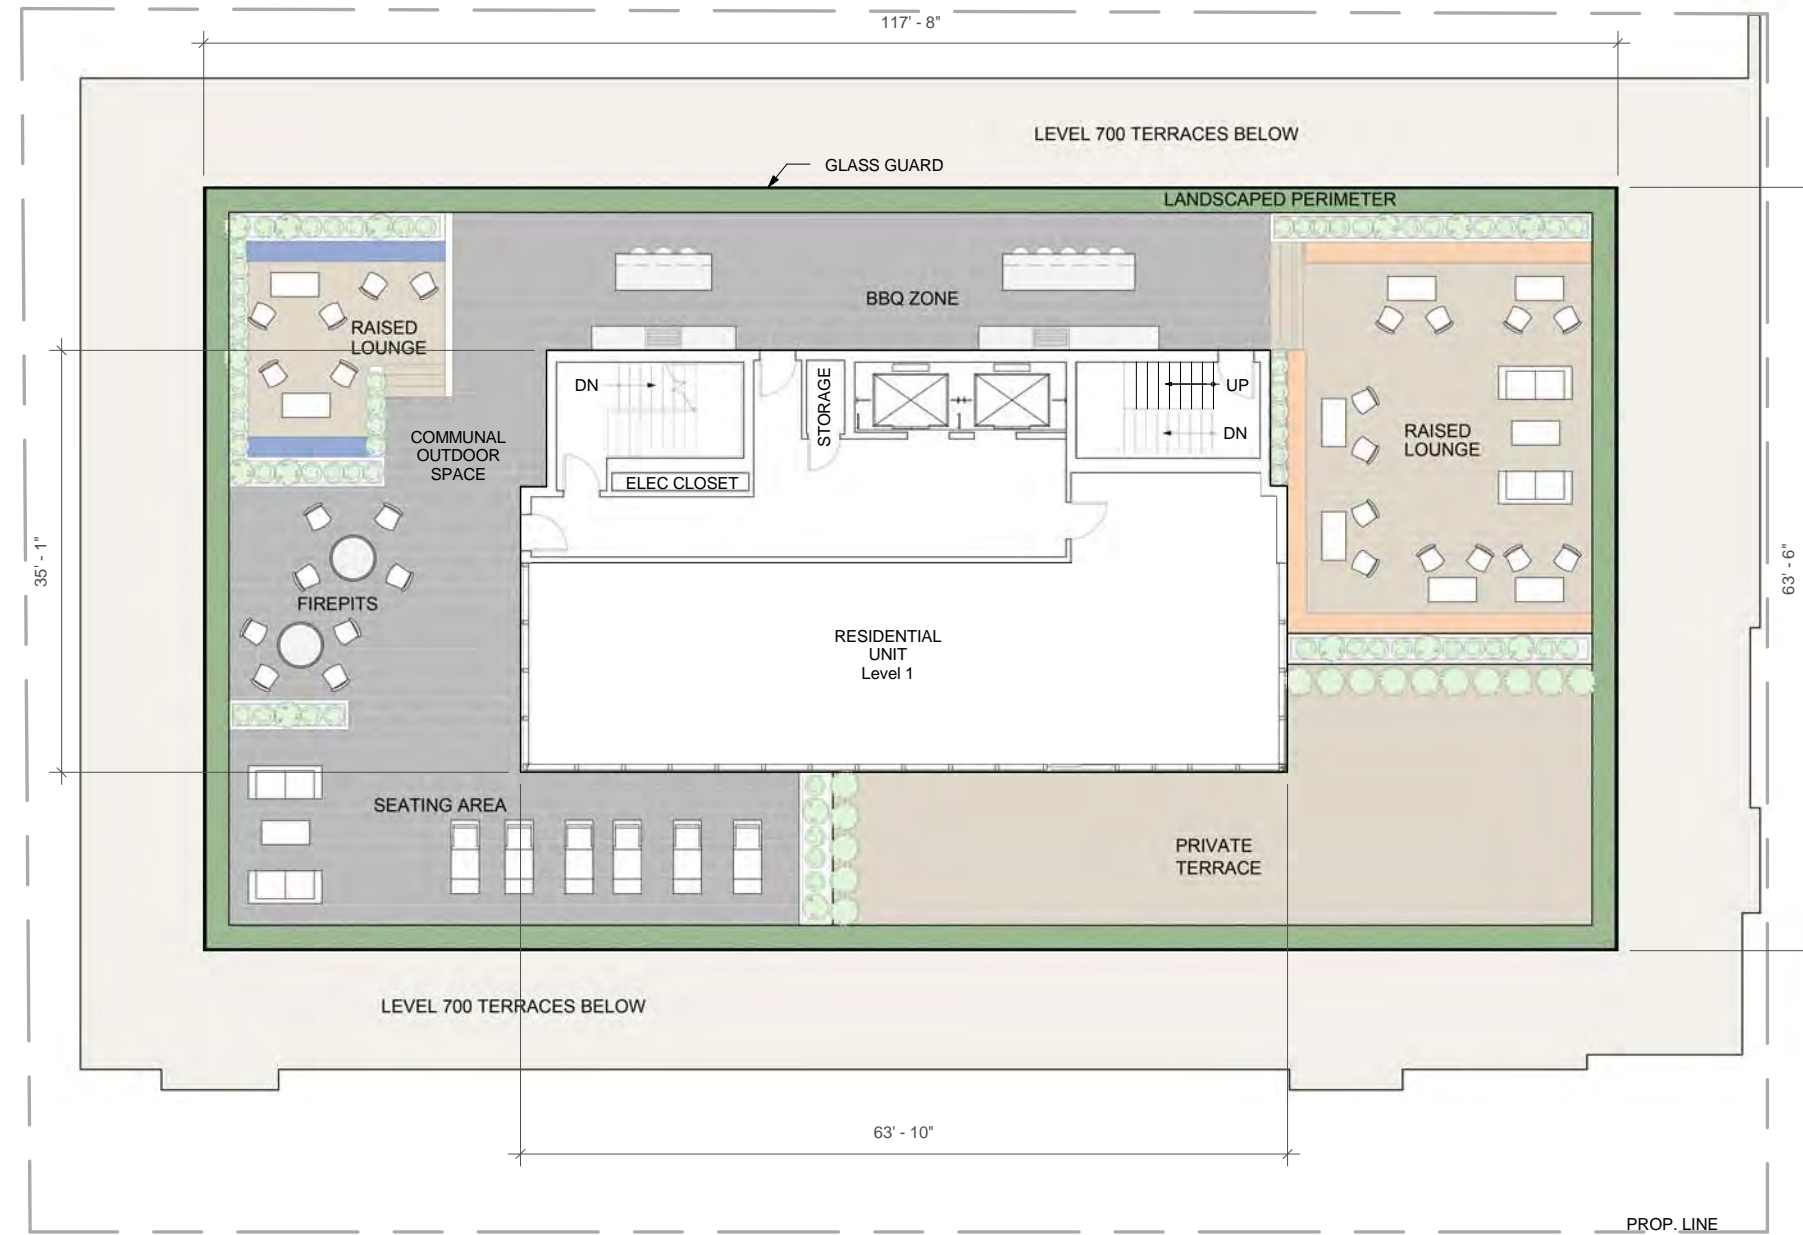 117' - 8"
LEVEL 700 TERRACES BELOW
GLASS GUARD
LANDSCAPED PERIMETER
BBQ ZONE
RAISED
LOUNGE
DN
STORAGE
UP
DN
COMMUNAL
OUTDOOR
SPACE
ELEC CLOSET
RAISED
LOUNGE
35' - 1"
63' - 6"
FIREPITS
RESIDENTIAL
UNIT
Level 1
SEATING AREA
PRIVATE
TERRACE
LEVEL 700 TERRACES BELOW
63' - 10"
PROP. LINE